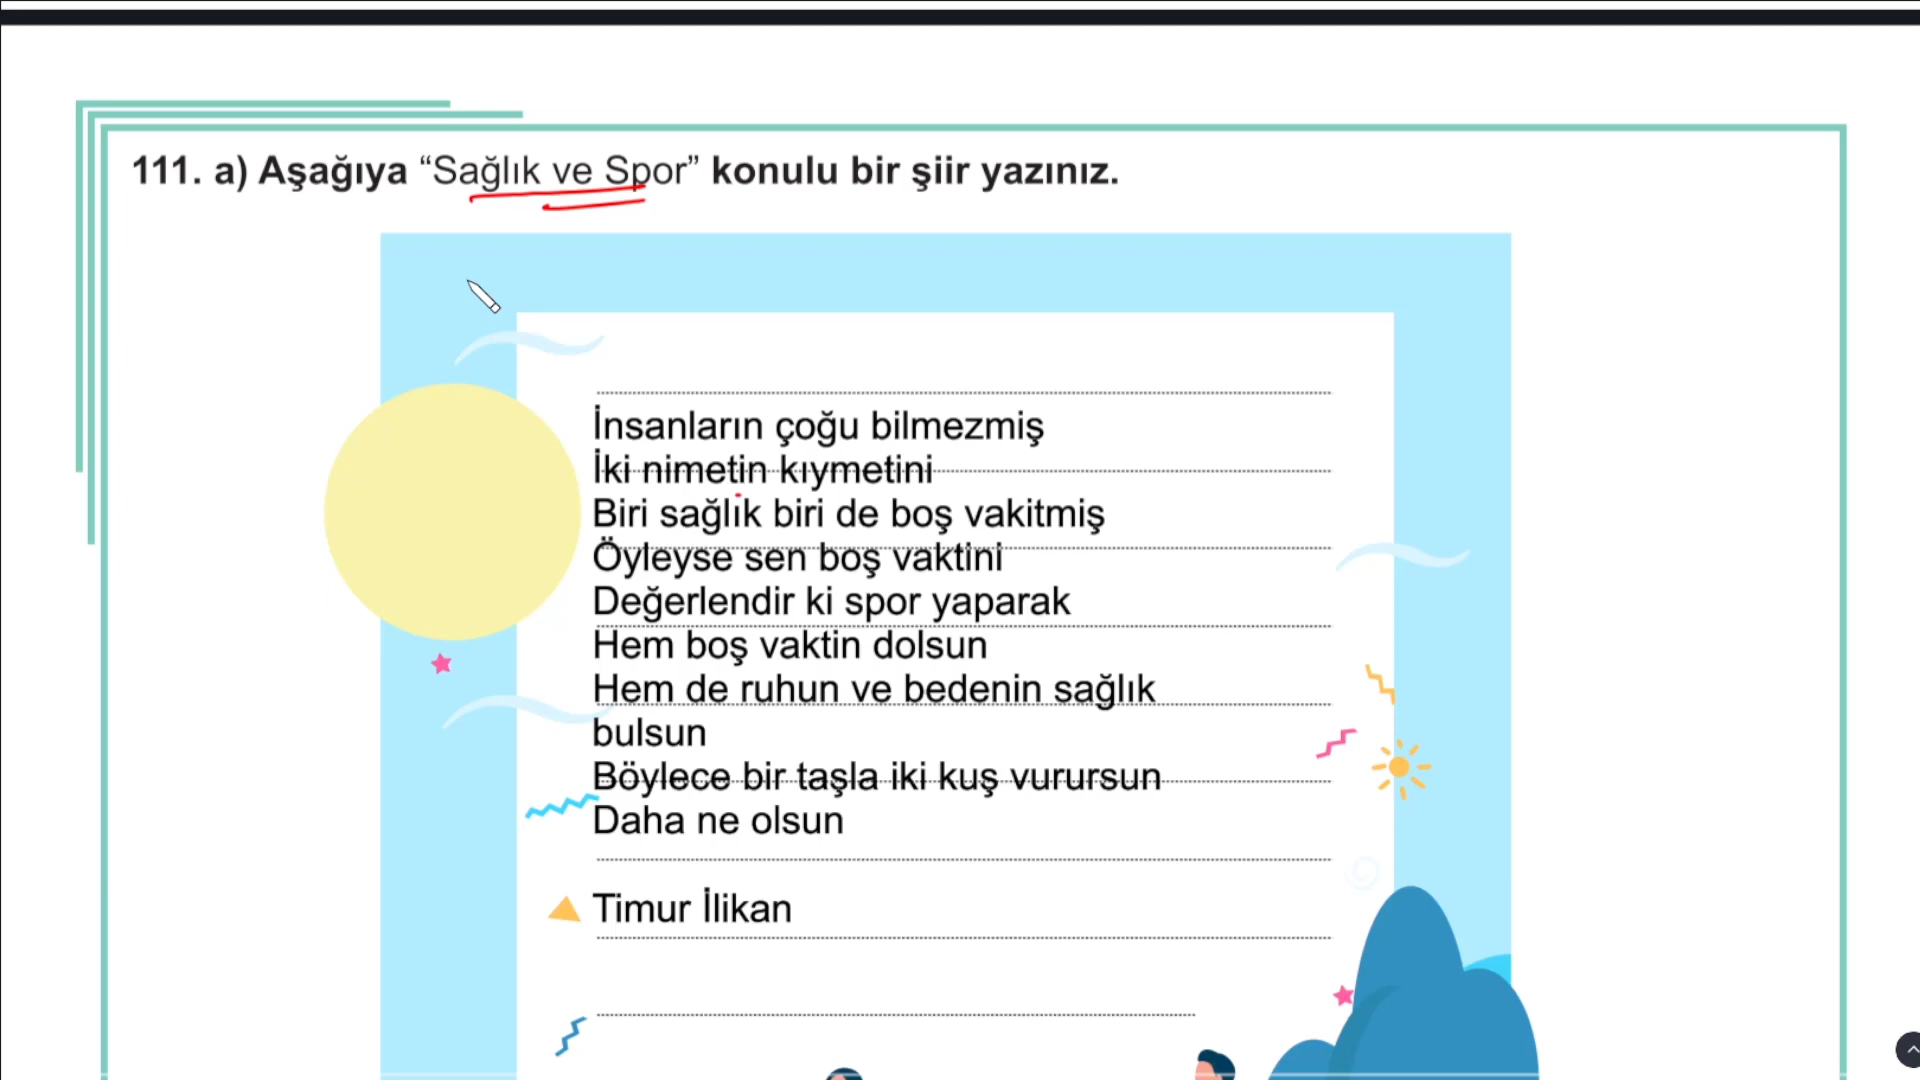 111. a) Aşağıya “Sağlık ve Spor” konulu bir şiir yazınız.
İnsanların çoğu bilmezmiş
İki nimetin kıymetini
Biri sağlık biri de boş vakitmiş
Öyleyse sen boş vaktini
Değerlendir ki spor yaparak
Hem boş vaktin dolsun
Hem de ruhun ve bedenin sağlık
bulsun
Böylece bir taşla iki kuş vurursun
Daha ne olsun
Timur İlikan